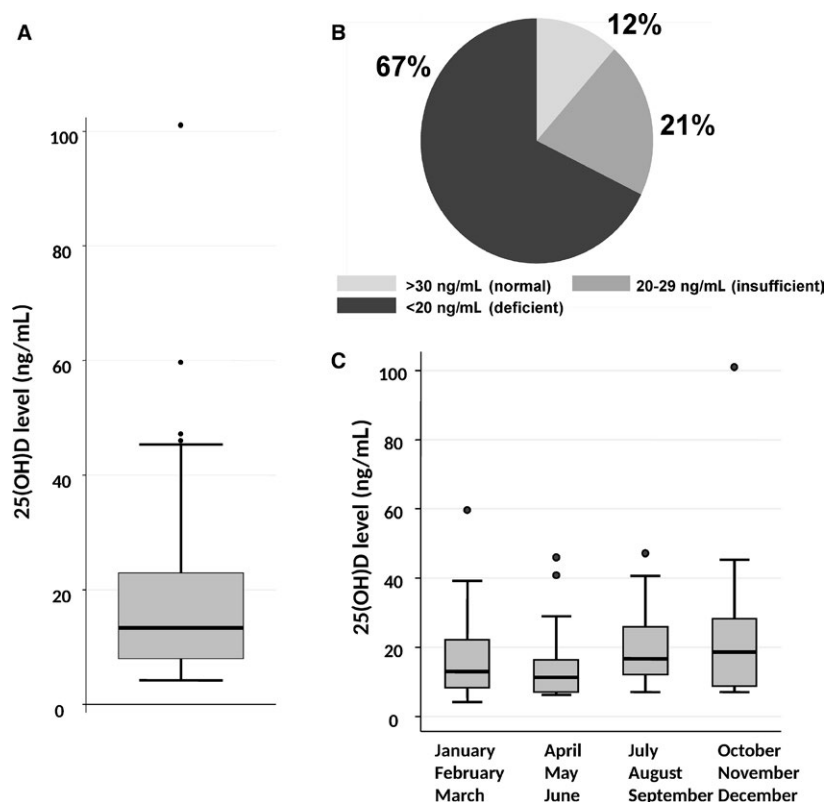 A
25(OH)D level (ng/mL)
100
80
60
40
20
0
B
12%
67%
21%
>30 ng/mL (normal)
20-29 ng/mL (insufficient)
<20 ng/mL (deficient)
C
25(OH)D level (ng/mL)
100
80
60
40
20
0
January
February
March
April
May
June
July
August
September
October
November
December